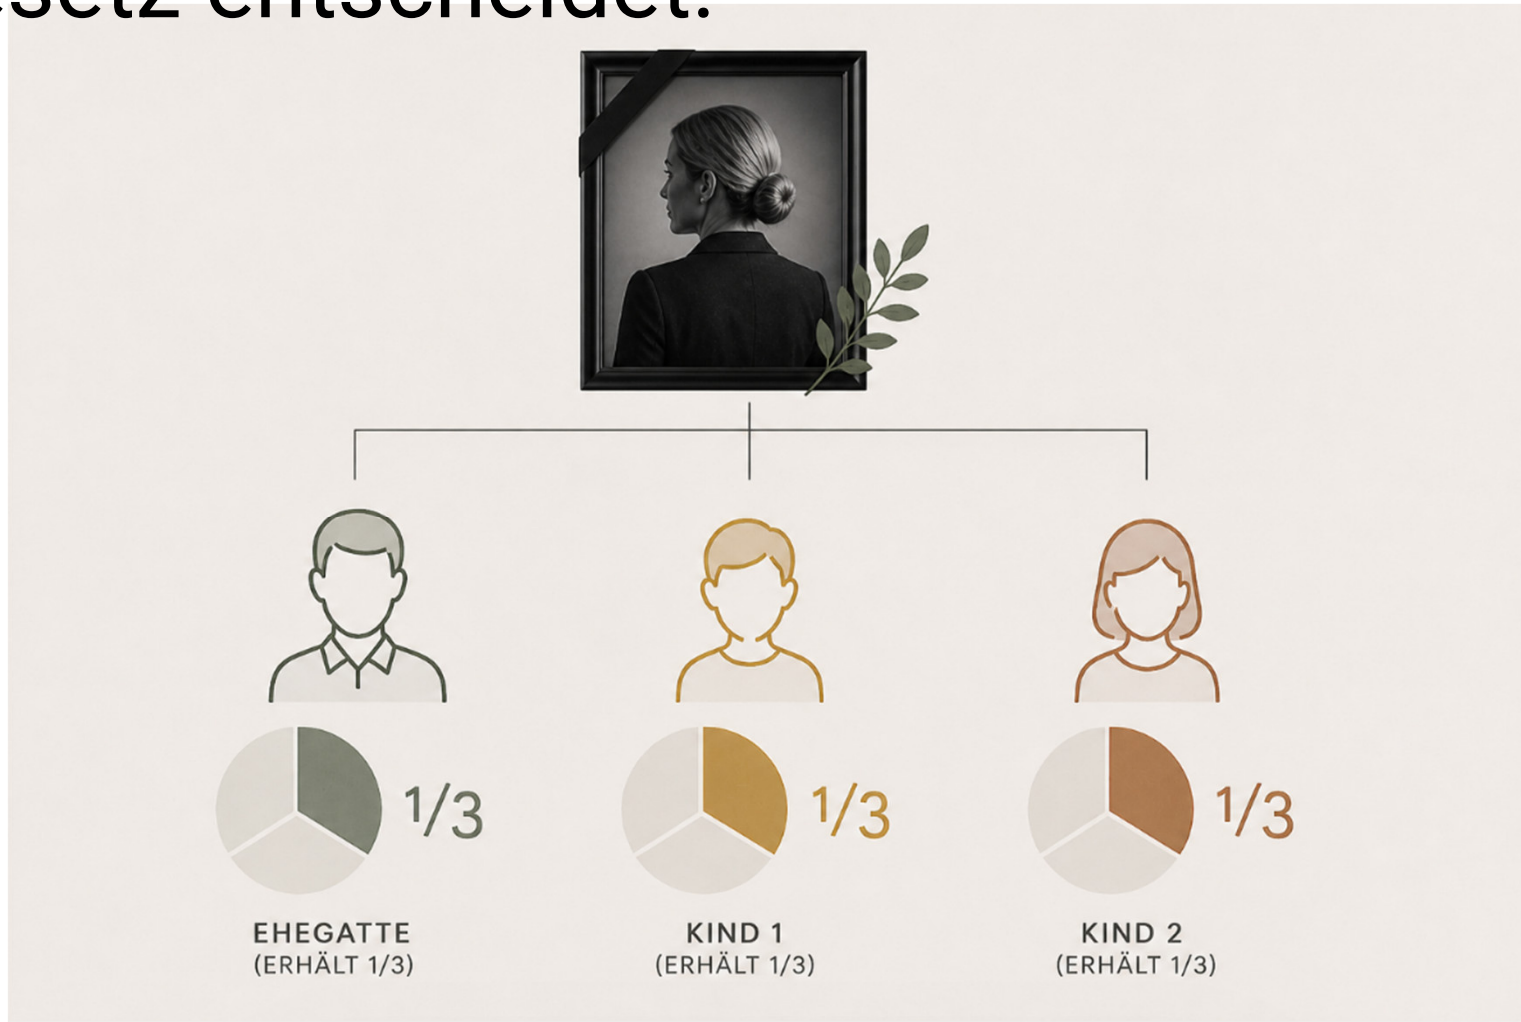 entscheidet.
1/3 1/3 1/3
EHEGATTE KIND 1 KIND 2
(ERHÄLT 1/3) (ERHÄLT 1/3) (ERHÄLT 1/3)